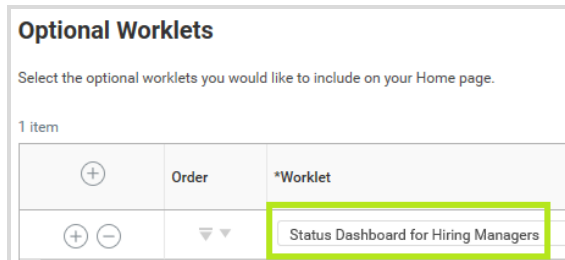 Optional Worklets
Select the optional worklets you would like to include on your Home page.
1 item
Order *Worklet
Status Dashboard for Hiring Managers